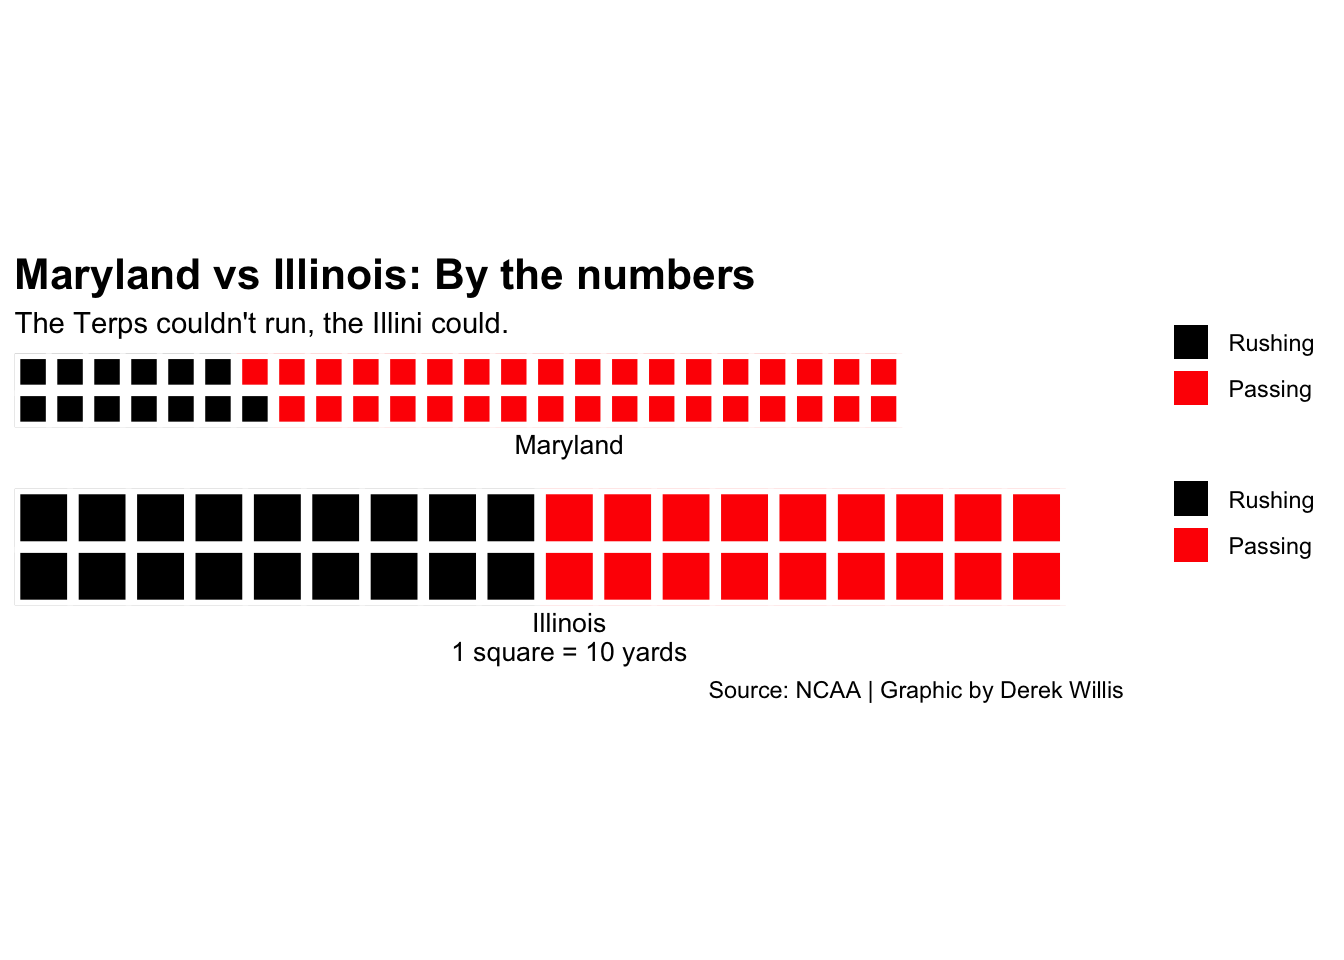 Maryland vs Illinois: By the numbers
The Terps couldn't run, the Illini could.
Rushing
Passing
Maryland
Rushing
Passing
Illinois
1 square = 10 yards
Source: NCAA | Graphic by Derek Willis